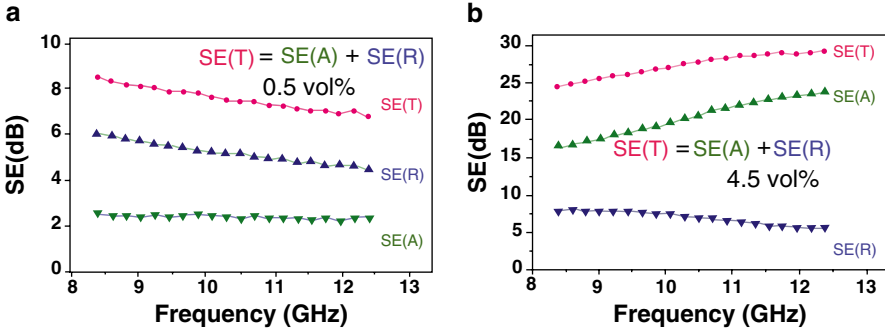 a
SE(T) = SE(A) + SE(R)
0.5 vol%
SE(T)
SE(R)
SE(A)
10
8
6
4
2
0
SE(dB)
8 9 10 11 12 13
Frequency (GHz)
b
SE(T)
SE(A)
SE(T) = SE(A) + SE(R)
4.5 vol%
SE(R)
30
25
20
15
10
5
0
SE(dB)
8 9 10 11 12 13
Frequency (GHz)